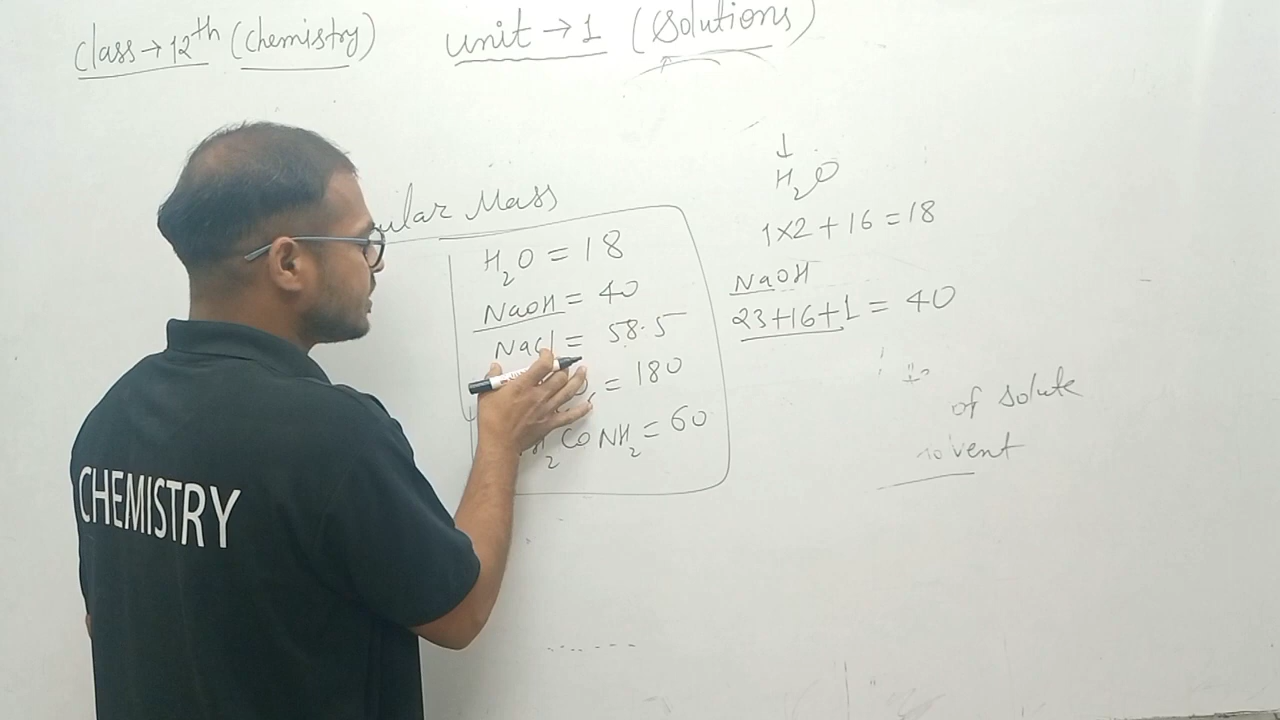 class→12th (Chemistry) unit→1 (Solutions)
ular Mass
H2O = 18
NaOH = 40
NaCl = 58.5
= 180
CONH2 = 60
↓
H2O
1×2+16=18
NaOH
23+16+1 = 40
of solute
solvent
CHEMISTRY